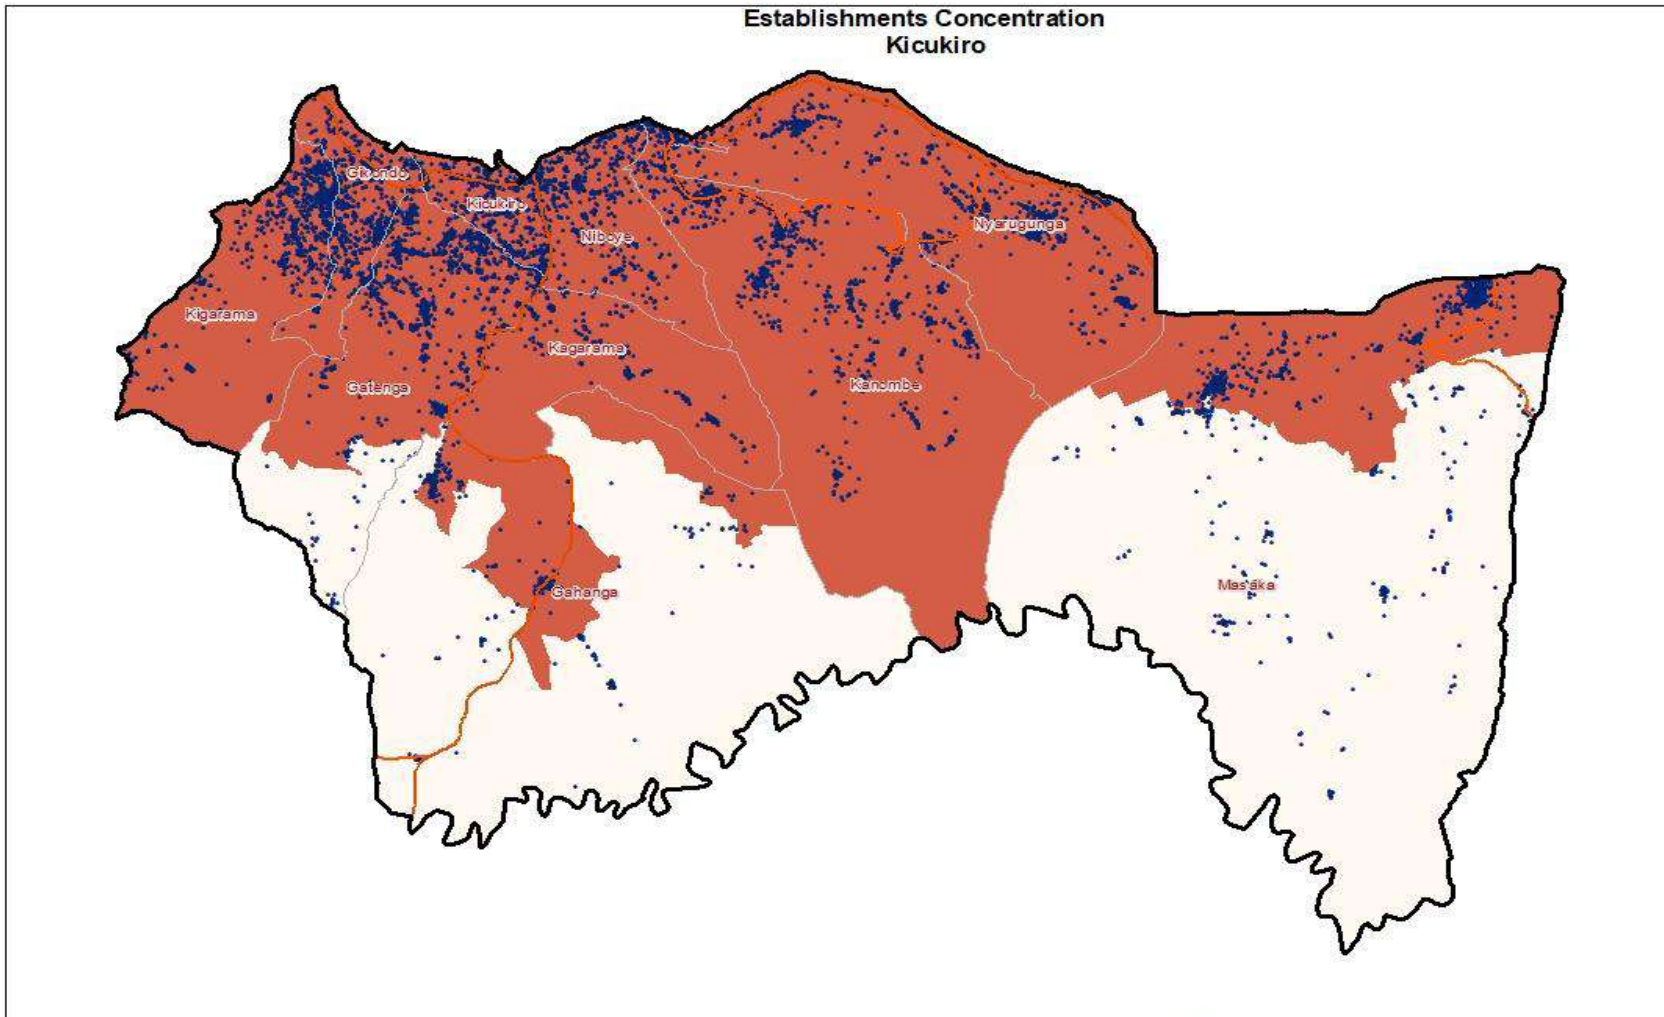 Establishments Concentration
Kicukiro
Gikondo
Kicukiro
Nyarugunga
Niboye
Kigarama
Kagarama
Gatenga
Kanombe
Masaka
Gahanga